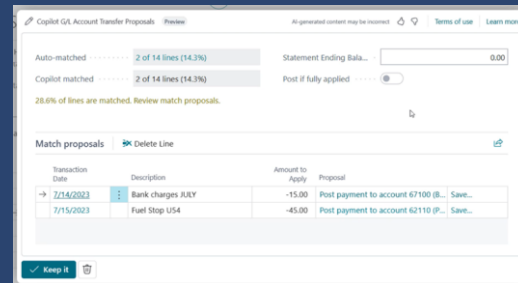 Copilot G/L Account Transfer Proposals Preview AI-generated content may be incorrect Terms of use Learn more
Auto-matched 2 of 14 lines (14.3%) Statement Ending Bala... 0.00
Copilot matched 2 of 14 lines (14.3%) Post if fully applied
28.6% of lines are matched. Review match proposals.
Match proposals Delete Line
Transaction Date Description Amount to Apply Proposal
7/14/2023 Bank charges JULY -15.00 Post payment to account 67100 (B... Save...
7/15/2023 Fuel Stop U54 -45.00 Post payment to account 62110 (P... Save...
Keep it